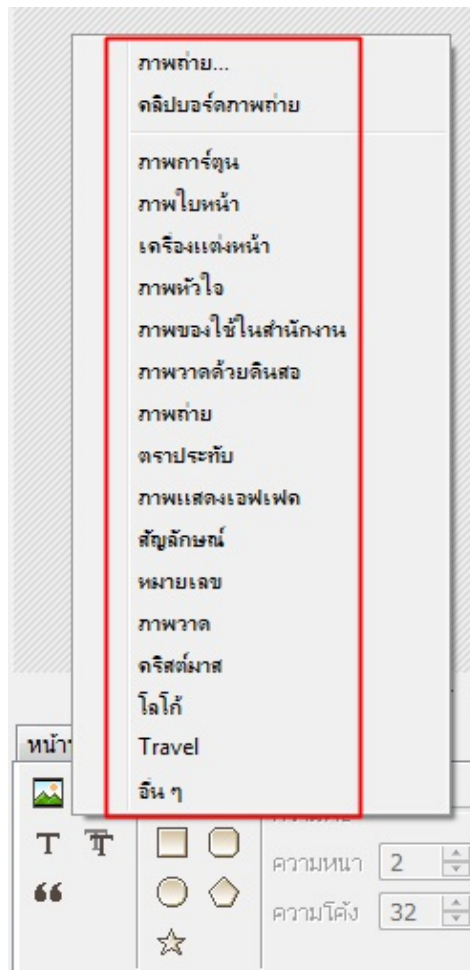 ภาพถ่าย...
คลิปบอร์ดภาพถ่าย
ภาพการ์ตูน
ภาพใบหน้า
เครื่องแต่งหน้า
ภาพหัวใจ
ภาพของใช้ในสำนักงาน
ภาพวาดด้วยดินสอ
ภาพถ่าย
ตราประทับ
ภาพแสดงเอฟเฟค
สัญลักษณ์
หมายเลข
ภาพวาด
คริสต์มาส
โลโก้
Travel
อื่น ๆ
ความหนา 2
ความโค้ง 32